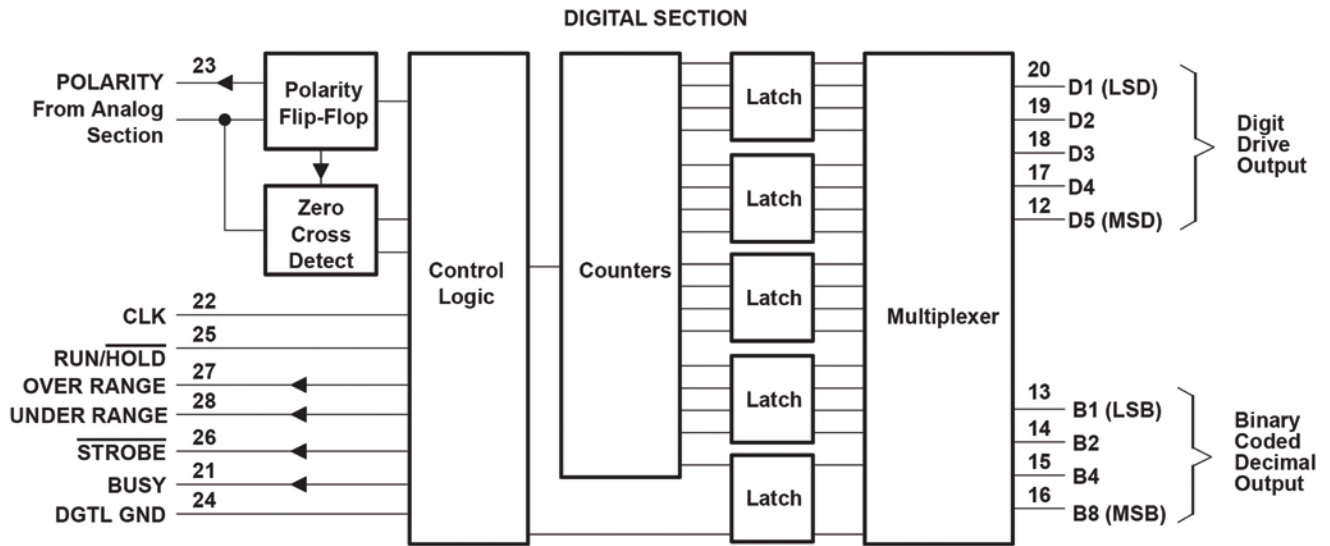 DIGITAL SECTION
23
POLARITY
From Analog
Section
Polarity
Flip-Flop
Zero
Cross
Detect
22
CLK
25
RUN/HOLD
27
OVER RANGE
28
UNDER RANGE
26
STROBE
21
BUSY
24
DGTL GND
Control
Logic
Counters
Latch
Latch
Latch
Latch
Latch
Multiplexer
20
D1 (LSD)
19
D2
18
D3
17
D4
12
D5 (MSD)
Digit
Drive
Output
13
B1 (LSB)
14
B2
15
B4
16
B8 (MSB)
Binary
Coded
Decimal
Output